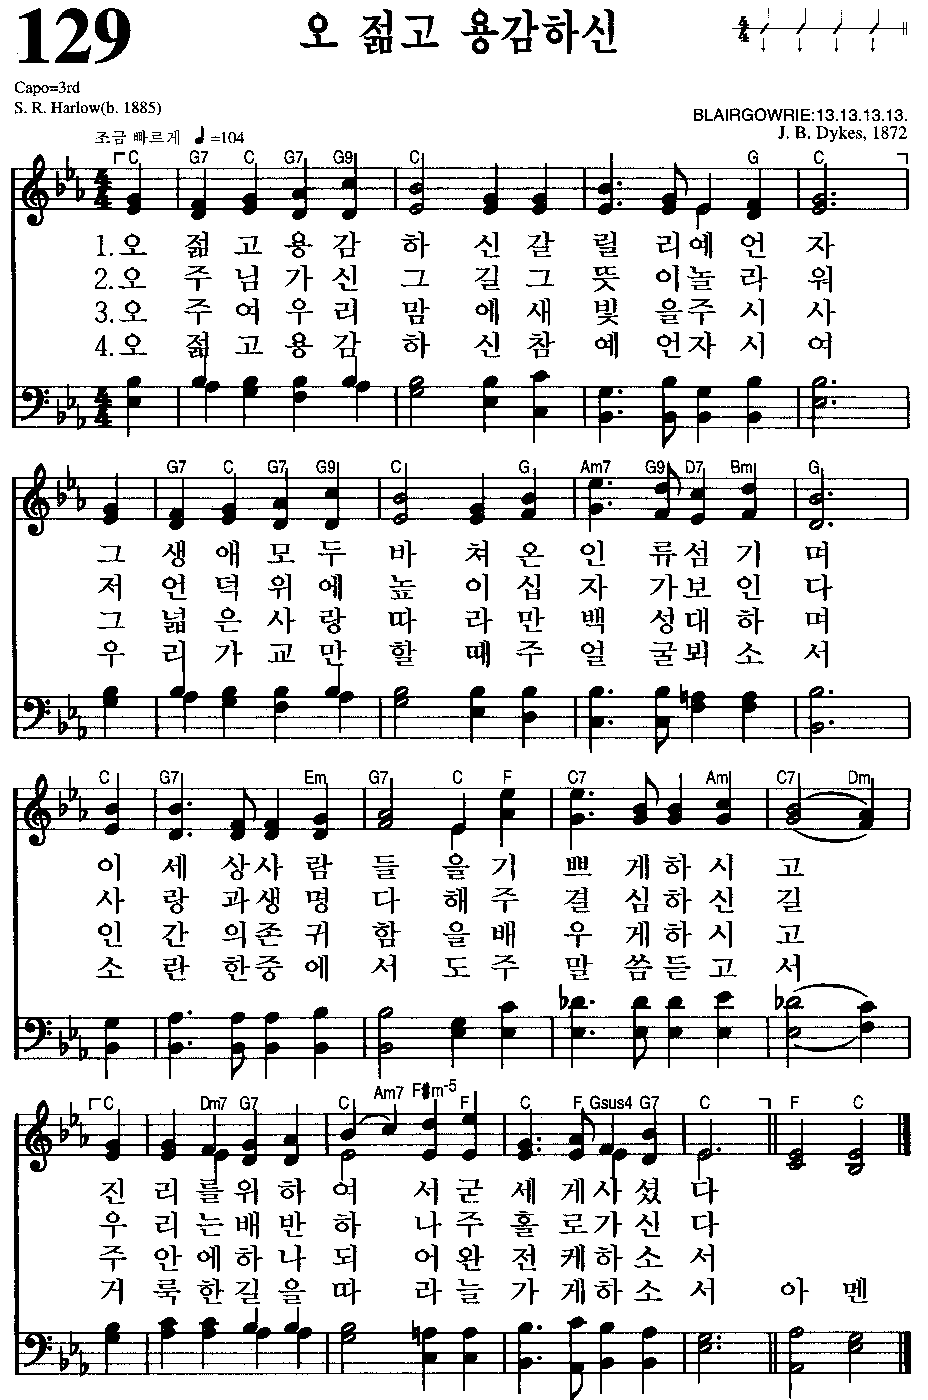 129
오 젊고 용감하신
4/4
Capo=3rd
S. R. Harlow(b. 1885)
BLAIRGOWRIE:13.13.13.13.
J. B. Dykes, 1872
조금 빠르게 ♩=104
C G7 C G7 G9 C G C
1.오 젊 고 용 감 하 신 갈 릴 리 예 언 자
2.오 주 님 가 신 그 길 그 뜻 이 놀 라 워
3.오 주 여 우 리 맘 에 새 빛 을 주 시 사
4.오 젊 고 용 감 하 신 참 예 언 자 시 여
G7 C G7 G9 C G Am7 G9 D7 Bm G
그 생 애 모 두 바 쳐 온 인 류 섬 기 며
저 언 덕 위 에 높 이 십 자 가 보 인 다
그 넓 은 사 랑 따 라 만 백 성 대 하 며
우 리 가 교 만 할 때 주 얼 굴 뵈 소 서
C G7 Em G7 C F C7 Am C7 Dm
이 세 상 사 람 들 을 기 쁘 게 하 시 고
사 랑 과 생 명 다 해 주 결 심 하 신 길
인 간 의 존 귀 함 을 배 우 게 하 시 고
소 란 한 중 에 서 도 주 말 씀 듣 고 서
C Dm7 G7 C Am7 F#m-5 F C F Gsus4 G7 C F C
진 리 를 위 하 여 서 굳 세 게 사 셨 다
우 리 는 배 반 하 나 주 홀 로 가 신 다
주 안 에 하 나 되 어 완 전 케 하 소 서
거 룩 한 길 을 따 라 늘 가 게 하 소 서 아 멘